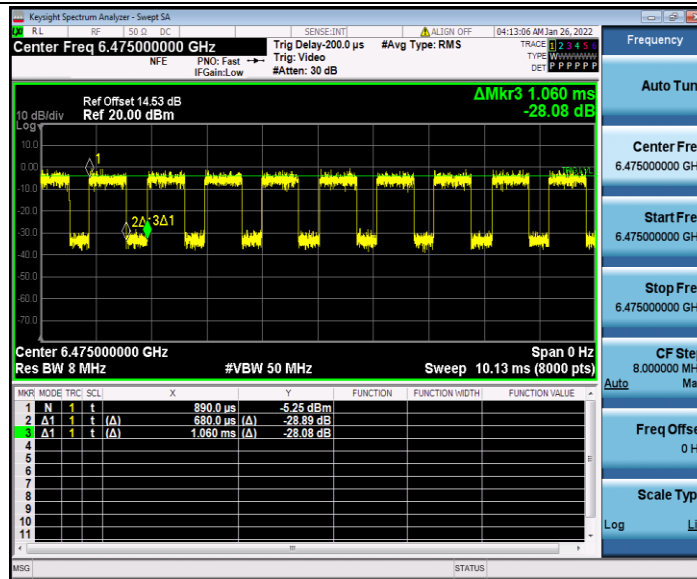 Keysight Spectrum Analyzer - Swept SA
RL RF 50 Ω DC SENSE:INT ALIGN OFF 04:13:06 AM Jan 26, 2022
Center Freq 6.475000000 GHz
NFE PNO: Fast IFGain:Low
Trig Delay-200.0 µs Trig: Video #Atten: 30 dB
#Avg Type: RMS
TRACE 1 2 3 4 5 6
TYPE W
DET P P P P P P
Frequency
Auto Tun
Center Fre
6.475000000 GH
Start Fre
6.475000000 GH
Stop Fre
6.475000000 GH
CF Step
8.000000 MH
Auto Ma
Freq Offse
0 H
Scale Typ
Log Li
ΔMkr3 1.060 ms
-28.08 dB
Ref Offset 14.53 dB
10 dB/div Ref 20.00 dBm
Log
10.0
0.00
-10.0
-20.0
-30.0
-40.0
-50.0
-60.0
-70.0
1
2Δ1
3Δ1
Center 6.475000000 GHz Span 0 Hz
Res BW 8 MHz #VBW 50 MHz Sweep 10.13 ms (8000 pts)
MKR MODE TRC SCL X Y FUNCTION FUNCTION WIDTH FUNCTION VALUE
1 N 1 t 890.0 µs -5.25 dBm
2 Δ1 1 t (Δ) 680.0 µs (Δ) -28.89 dB
3 Δ1 1 t (Δ) 1.060 ms (Δ) -28.08 dB
4
5
6
7
8
9
10
11
MSG STATUS